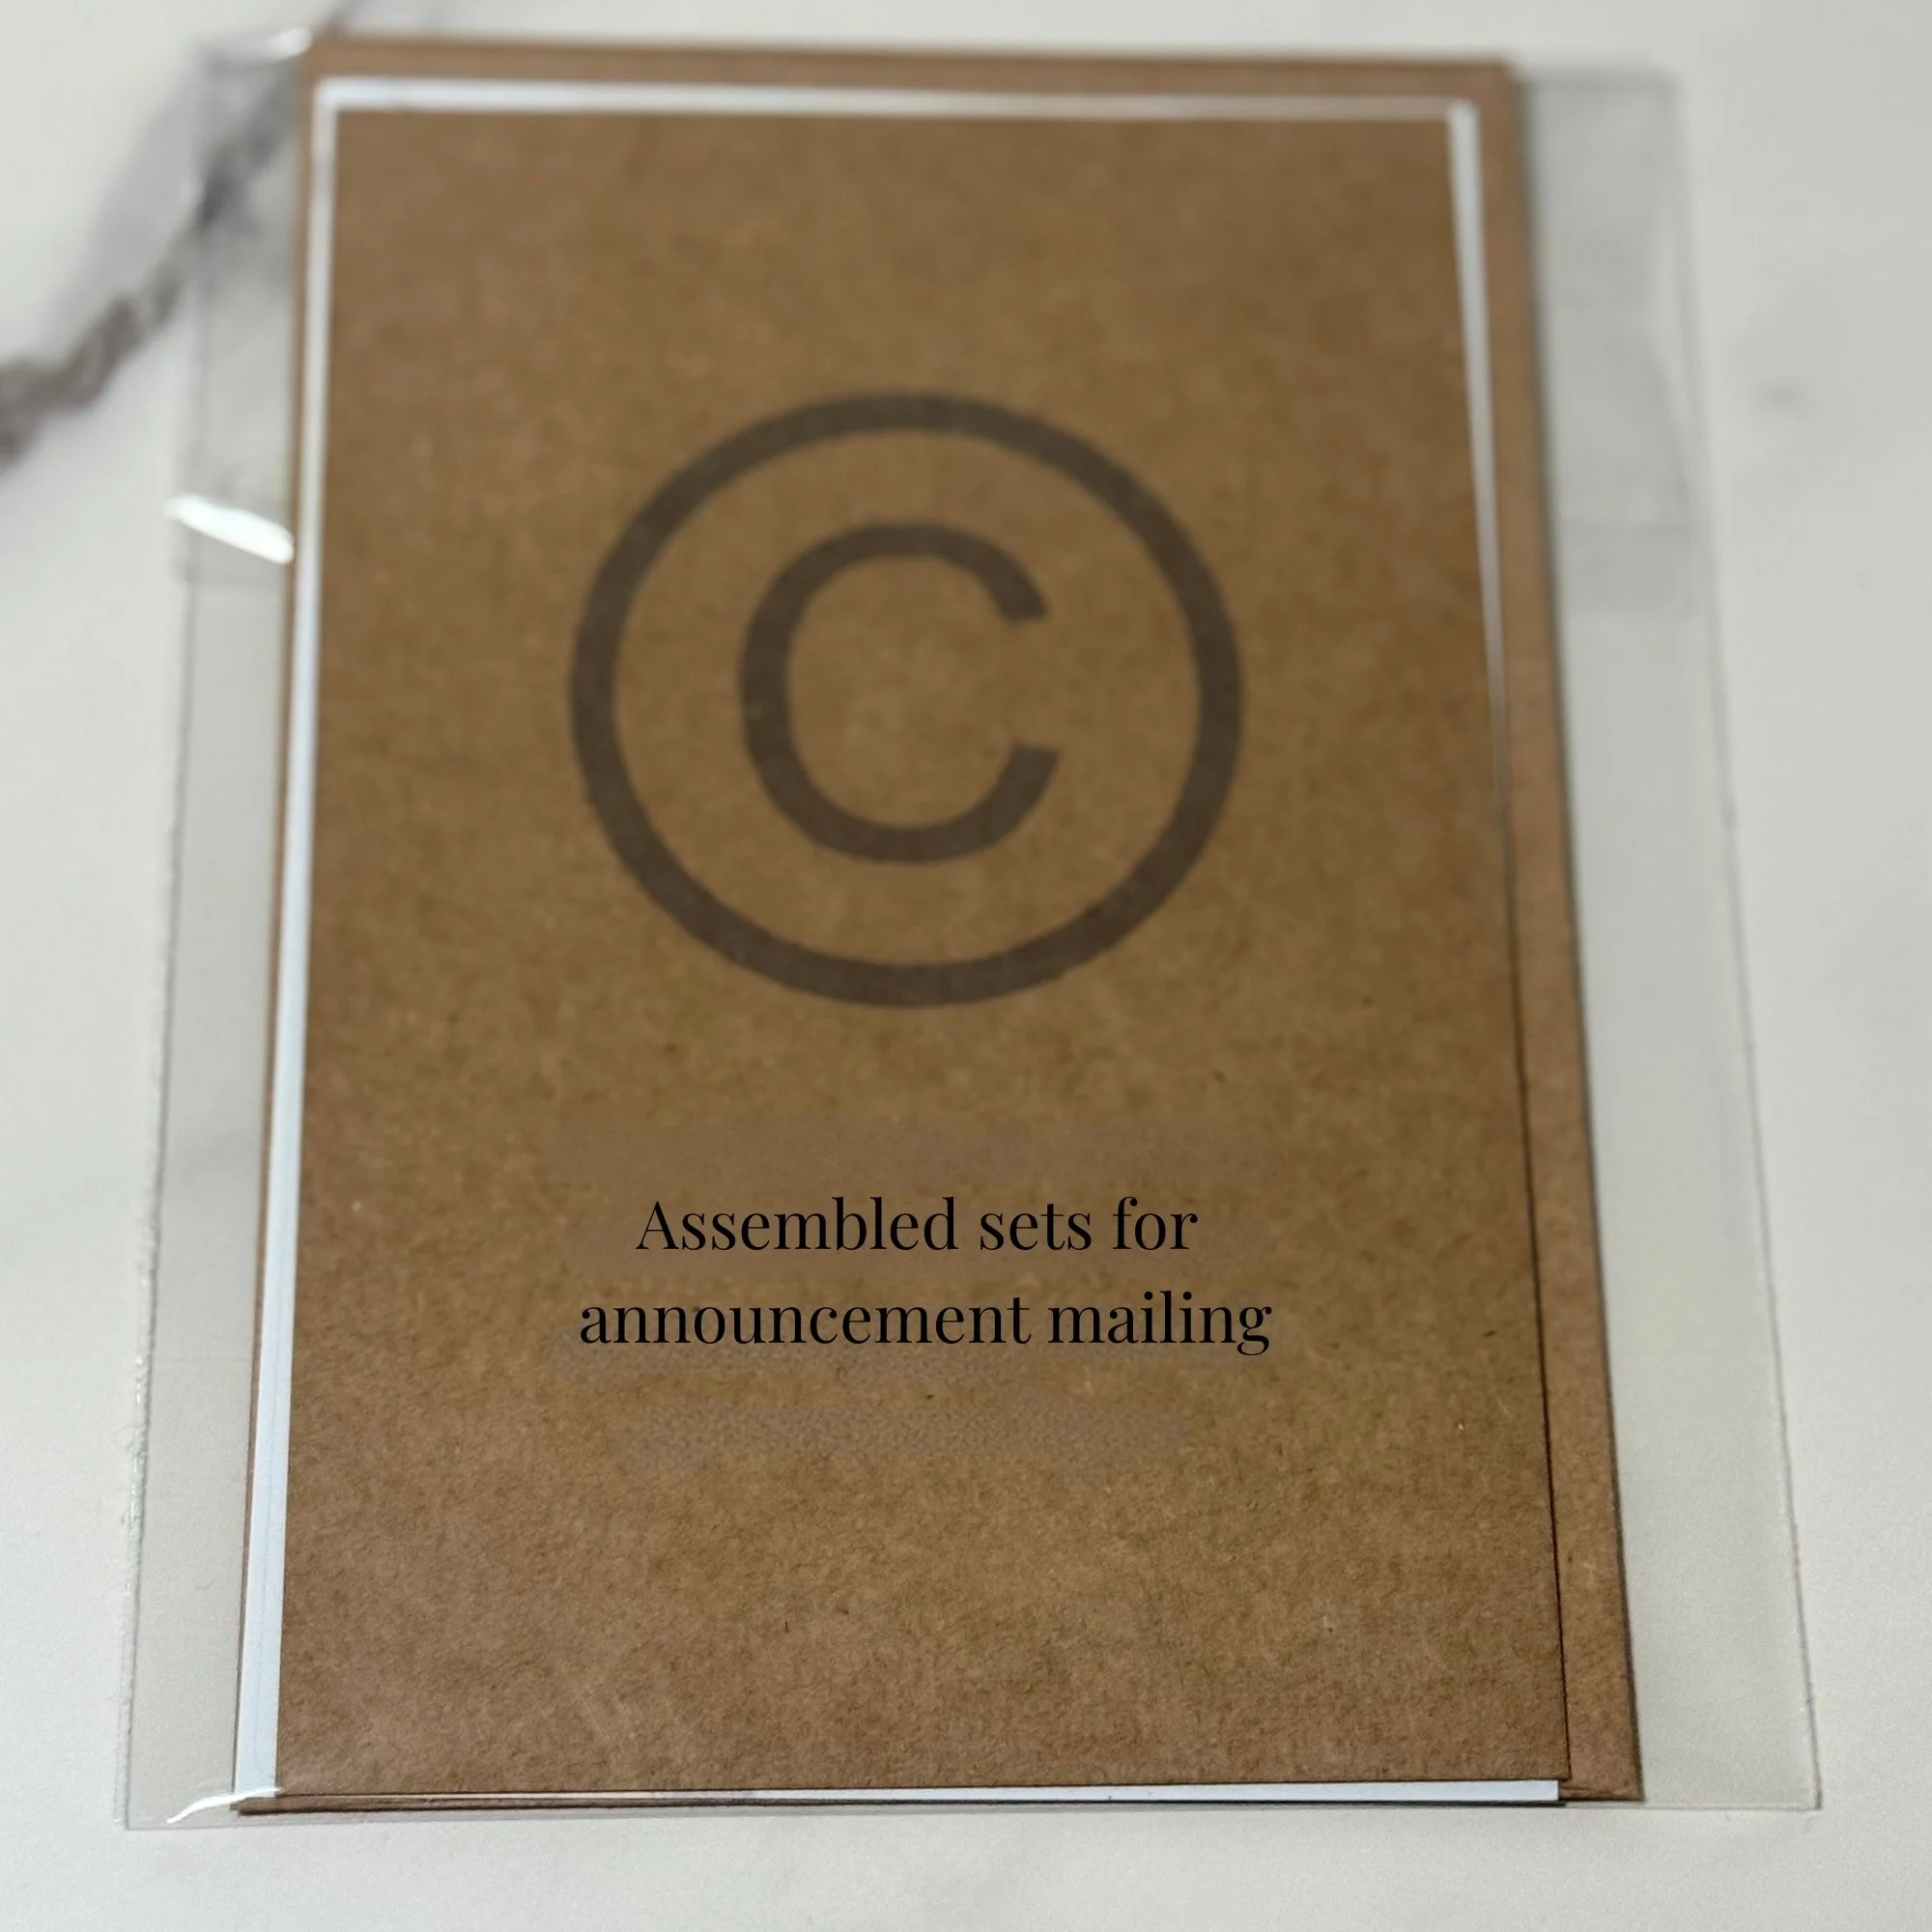 ©
Assembled sets for
announcement mailing